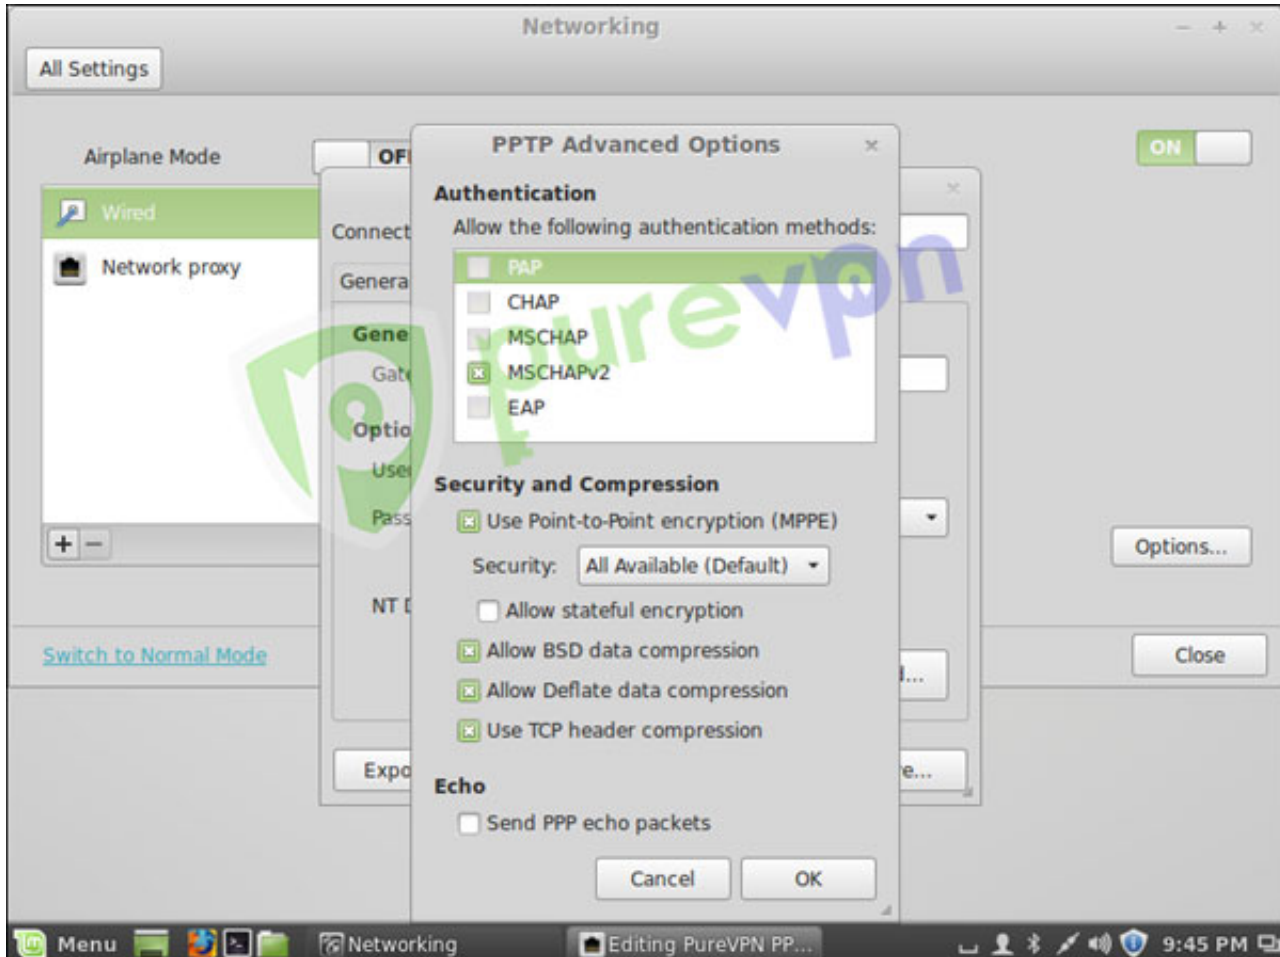 Networking
All Settings
Airplane Mode
OF
ON
Wired
Network proxy
Connect
Genera
Gene
Gate
Optio
User
Pass
NT D
PPTP Advanced Options
Authentication
Allow the following authentication methods:
PAP
CHAP
MSCHAP
MSCHAPv2
EAP
purevpn
Security and Compression
Use Point-to-Point encryption (MPPE)
Security: All Available (Default)
Allow stateful encryption
Allow BSD data compression
Allow Deflate data compression
Use TCP header compression
Echo
Send PPP echo packets
Cancel
OK
Options...
Switch to Normal Mode
Close
...
Expo
e...
Menu
Networking
Editing PureVPN PP...
9:45 PM